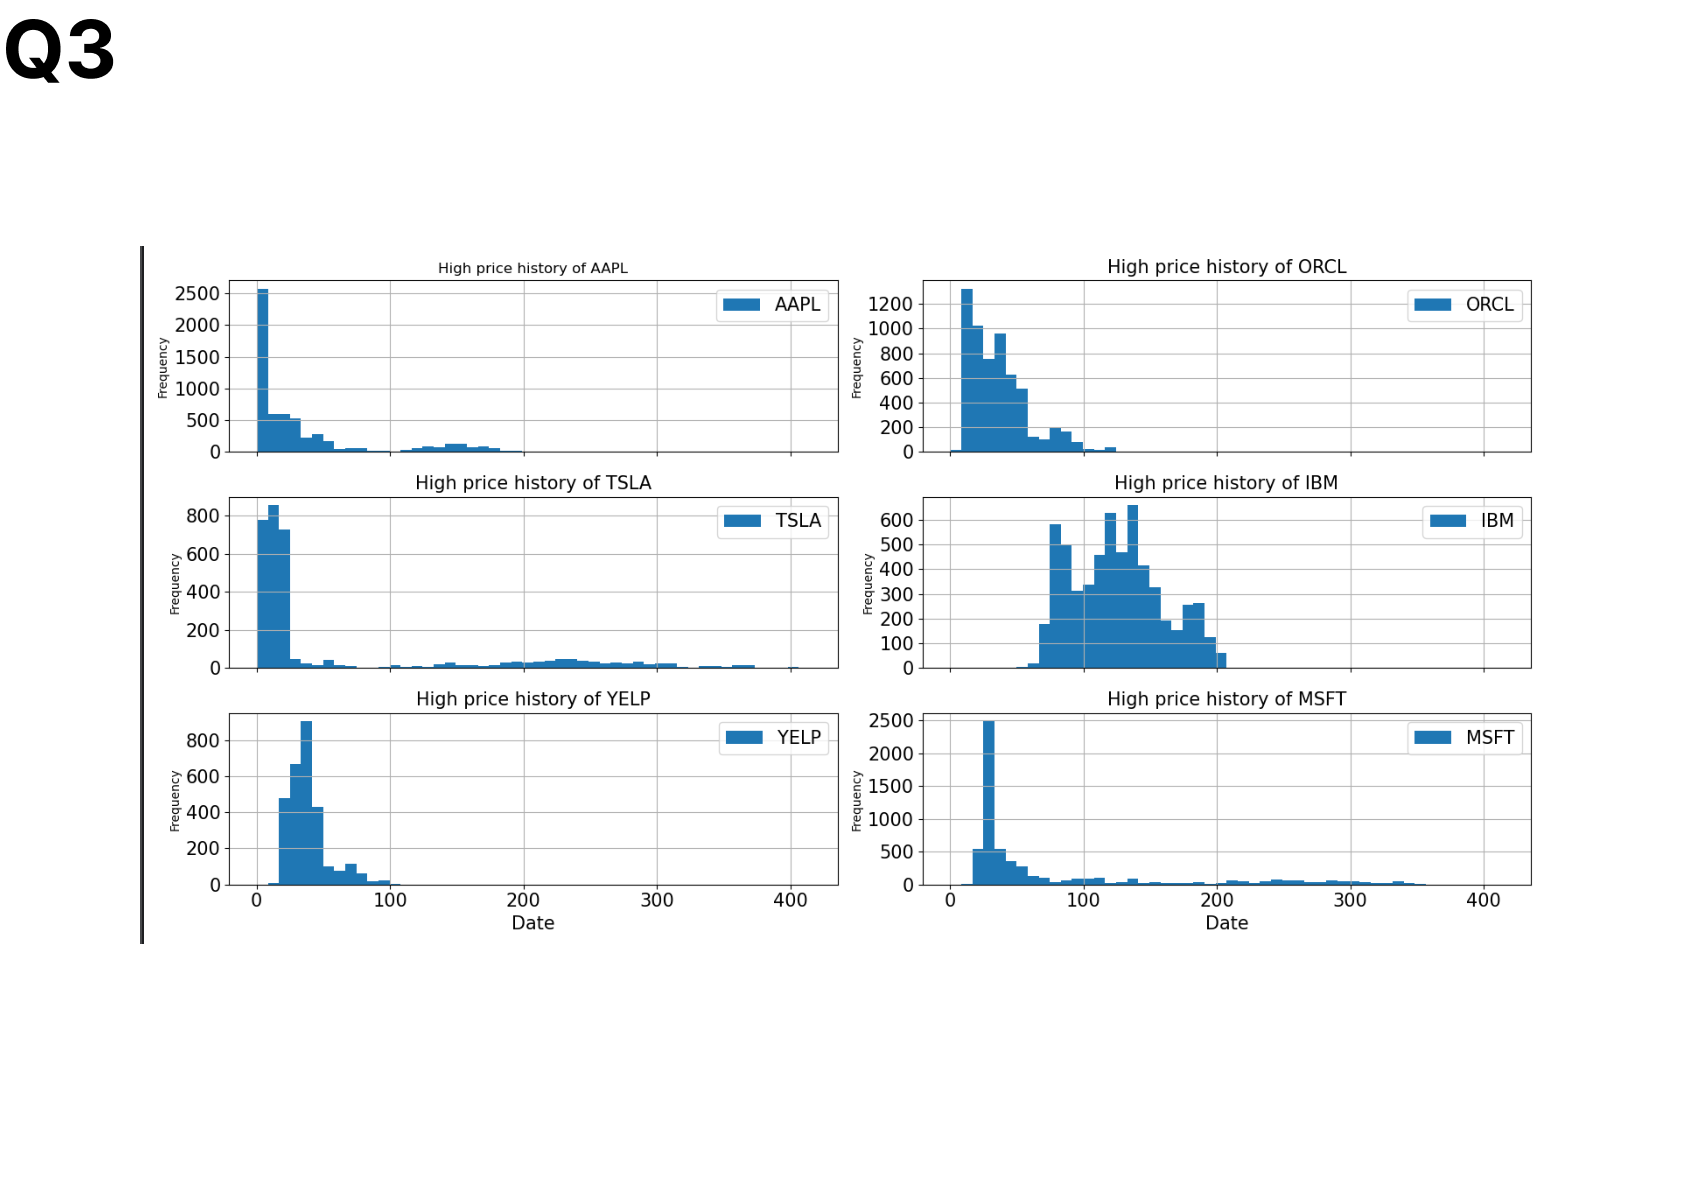 Q3
High price history of AAPL
Frequency
2500
2000
1500
1000
500
0
AAPL
High price history of ORCL
Frequency
1200
1000
800
600
400
200
0
ORCL
High price history of TSLA
Frequency
800
600
400
200
0
TSLA
High price history of IBM
Frequency
600
500
400
300
200
100
0
IBM
High price history of YELP
Frequency
800
600
400
200
0
YELP
0 100 200 300 400
Date
High price history of MSFT
Frequency
2500
2000
1500
1000
500
0
MSFT
0 100 200 300 400
Date